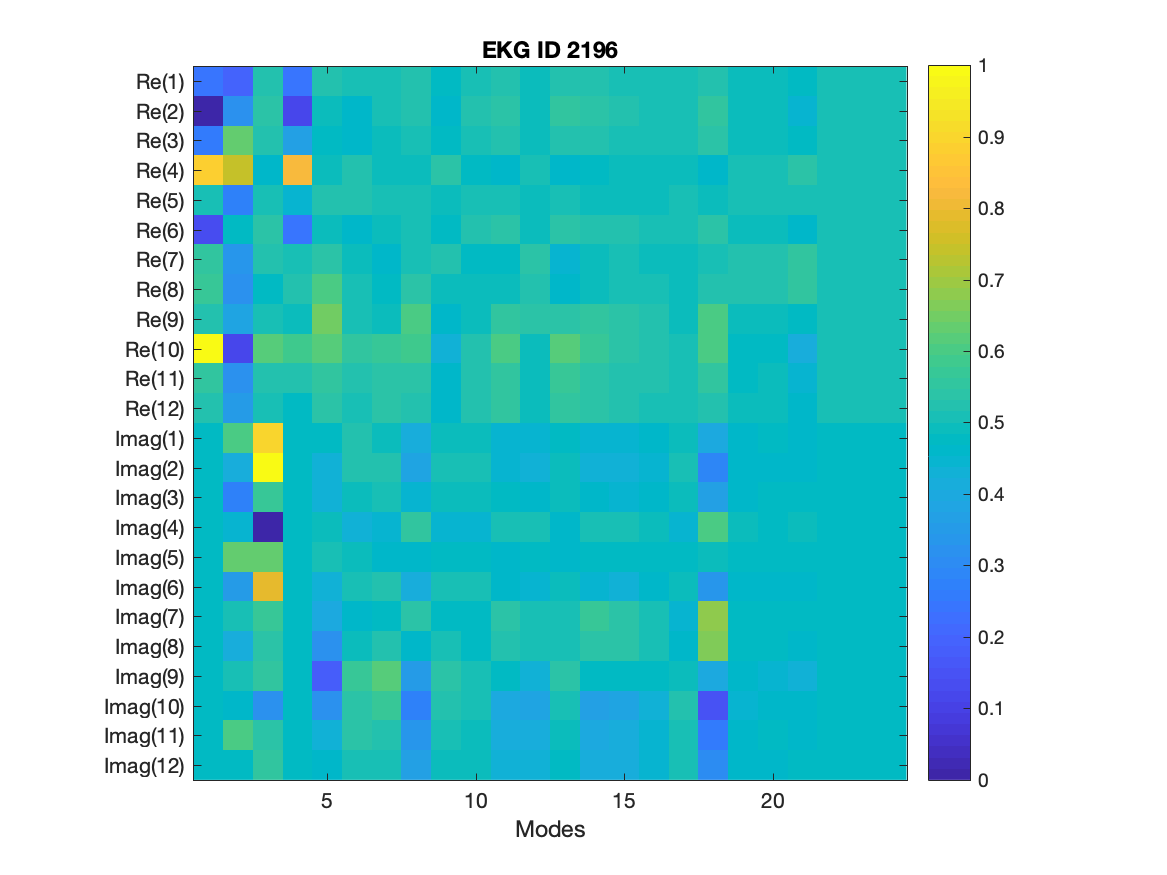 EKG ID 2196
Re(1)
Re(2)
Re(3)
Re(4)
Re(5)
Re(6)
Re(7)
Re(8)
Re(9)
Re(10)
Re(11)
Re(12)
Imag(1)
Imag(2)
Imag(3)
Imag(4)
Imag(5)
Imag(6)
Imag(7)
Imag(8)
Imag(9)
Imag(10)
Imag(11)
Imag(12)
5 10 15 20
Modes
1
0.9
0.8
0.7
0.6
0.5
0.4
0.3
0.2
0.1
0